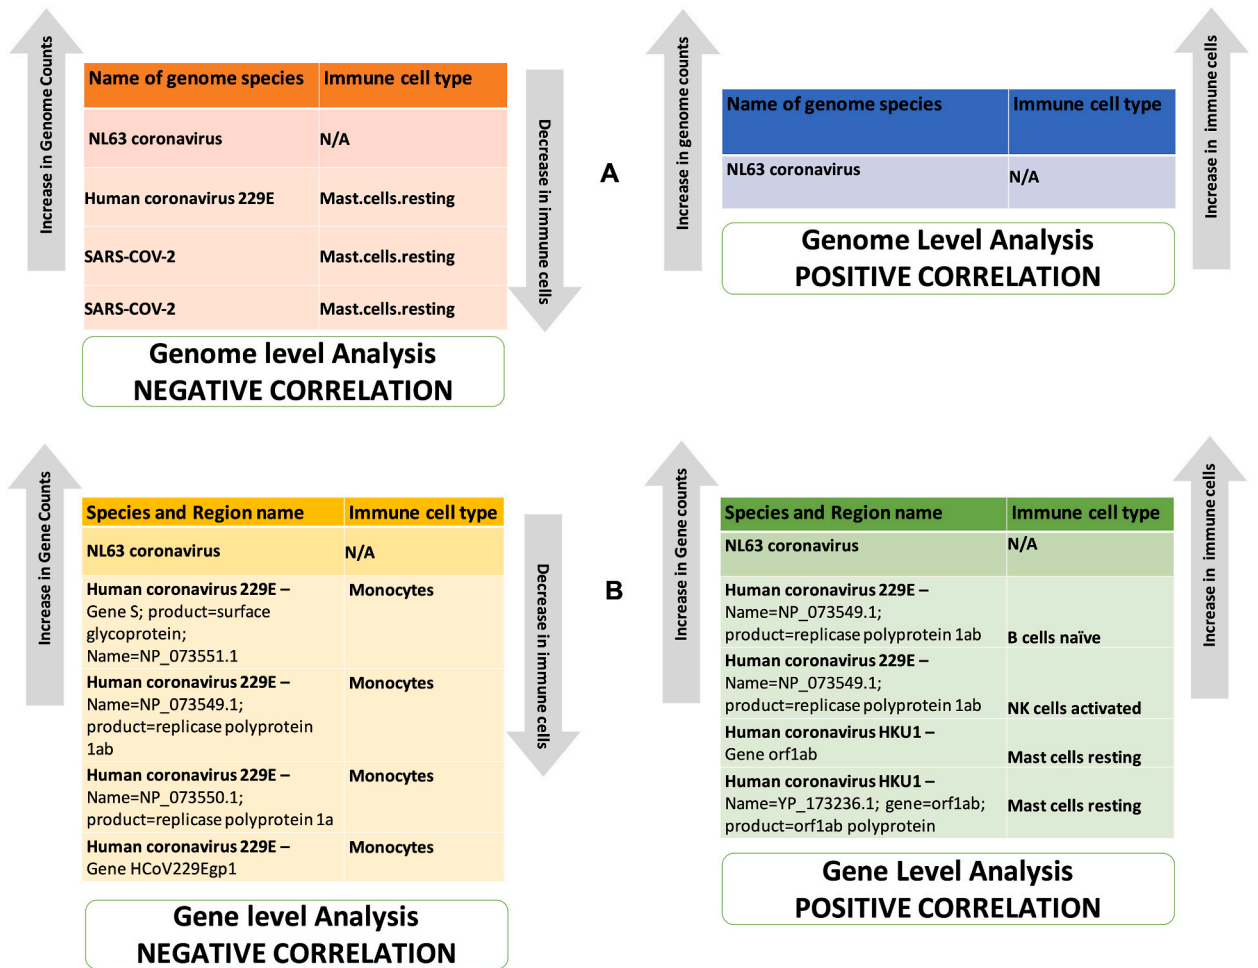 Increase in Genome Counts
Name of genome species Immune cell type
NL63 coronavirus N/A
Human coronavirus 229E Mast.cells.resting
SARS-COV-2 Mast.cells.resting
SARS-COV-2 Mast.cells.resting
Decrease in immune cells
Genome level Analysis
NEGATIVE CORRELATION
A
Increase in genome counts
Name of genome species Immune cell type
NL63 coronavirus N/A
Increase in immune cells
Genome Level Analysis
POSITIVE CORRELATION
Increase in Gene Counts
Species and Region name Immune cell type
NL63 coronavirus N/A
Human coronavirus 229E – Monocytes
Gene S; product=surface
glycoprotein;
Name=NP_073551.1
Human coronavirus 229E – Monocytes
Name=NP_073549.1;
product=replicase polyprotein
1ab
Human coronavirus 229E – Monocytes
Name=NP_073550.1;
product=replicase polyprotein 1a
Human coronavirus 229E – Monocytes
Gene HCoV229Egp1
Decrease in immune cells
Gene level Analysis
NEGATIVE CORRELATION
B
Increase in Gene counts
Species and Region name Immune cell type
NL63 coronavirus N/A
Human coronavirus 229E –
Name=NP_073549.1;
product=replicase polyprotein 1ab B cells naïve
Human coronavirus 229E –
Name=NP_073549.1;
product=replicase polyprotein 1ab NK cells activated
Human coronavirus HKU1 –
Gene orf1ab Mast cells resting
Human coronavirus HKU1 –
Name=YP_173236.1; gene=orf1ab; Mast cells resting
product=orf1ab polyprotein
Increase in immune cells
Gene Level Analysis
POSITIVE CORRELATION